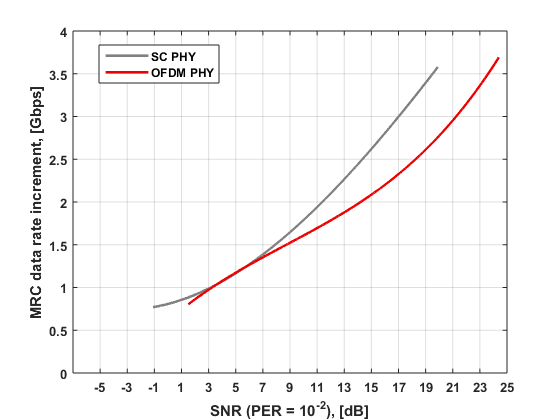 4
3.5
3
2.5
2
1.5
1
0.5
0
MRC data rate increment, [Gbps]
SC PHY
OFDM PHY
-5 -3 -1 1 3 5 7 9 11 13 15 17 19 21 23 25
SNR (PER = 10^-2), [dB]